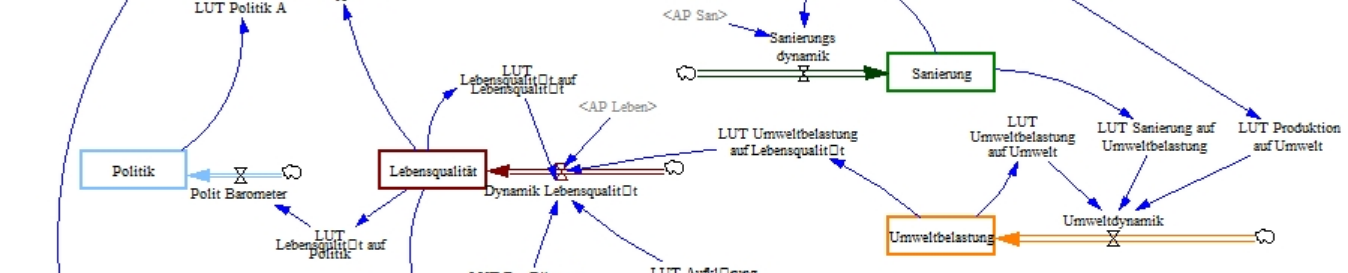 LUT Politik A
<AP San>
Sanierungs
dynamik
Sanierung
LUT
Lebensqualit□t auf
Lebensqualit□t
<AP Leben>
LUT Umweltbelastung
auf Lebensqualit□t
LUT
Umweltbelastung
auf Umwelt
LUT Sanierung auf
Umweltbelastung
LUT Produktion
auf Umwelt
Politik
Polit Barometer
Lebensqualität
Dynamik Lebensqualit□t
LUT
Lebensqulit□t auf
Politik
Umweltdynamik
Umweltbelastung